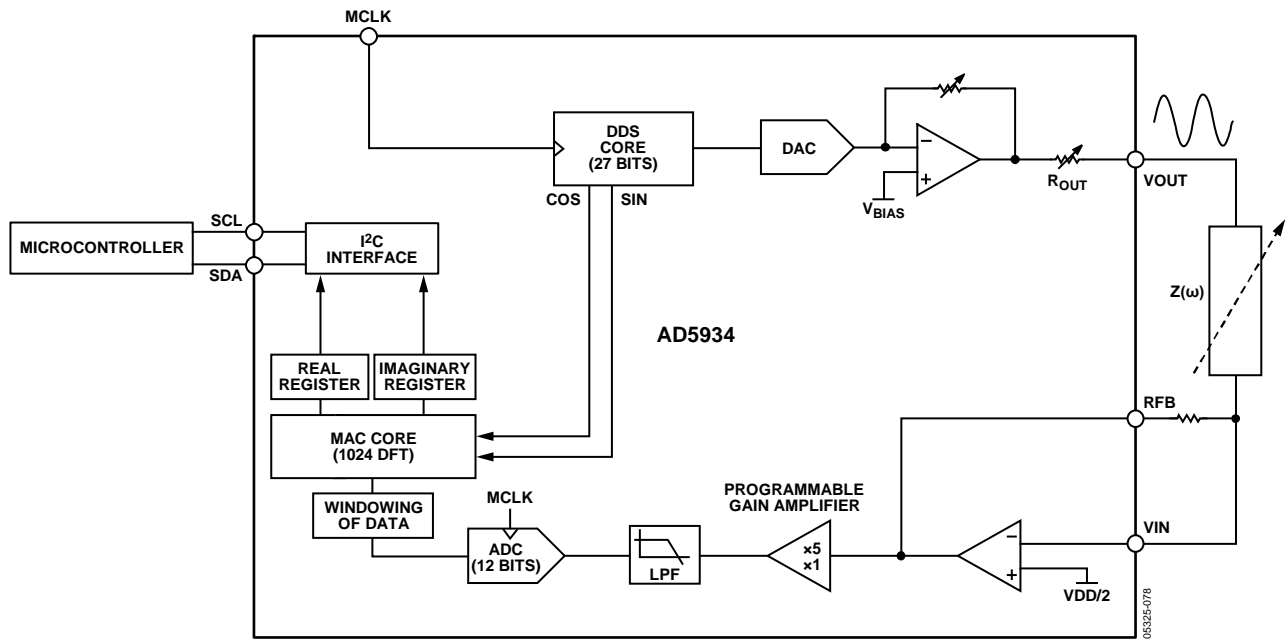 MCLK
DDS
CORE
(27 BITS)
DAC
−
+
V_BIAS
R_OUT
VOUT
COS
SIN
SCL
MICROCONTROLLER
SDA
I²C
INTERFACE
Z(ω)
AD5934
REAL
REGISTER
IMAGINARY
REGISTER
RFB
MAC CORE
(1024 DFT)
PROGRAMMABLE
GAIN AMPLIFIER
WINDOWING
OF DATA
MCLK
ADC
(12 BITS)
LPF
×5
×1
−
+
VIN
VDD/2
05325-078